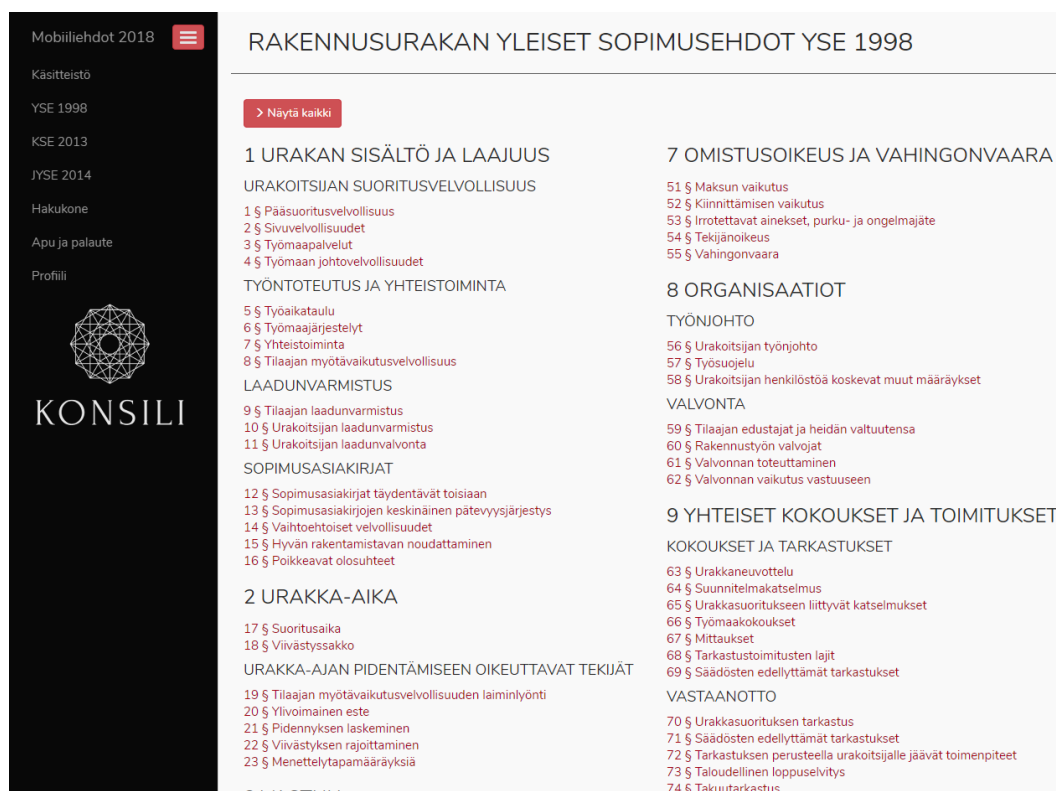 Mobiiliehdot 2018
Käsitteistö
YSE 1998
KSE 2013
JYSE 2014
Hakukone
Apu ja palaute
Profiili
KONSILI
RAKENNUSURAKAN YLEISET SOPIMUSEHDOT YSE 1998
> Näytä kaikki
1 URAKAN SISÄLTÖ JA LAAJUUS
URAKOITSIJAN SUORITUSVELVOLLISUUS
1 § Pääsuoritusvelvollisuus
2 § Sivuvelvollisuudet
3 § Työmaapalvelut
4 § Työmaan johtovelvollisuudet
TYÖNTOTEUTUS JA YHTEISTOIMINTA
5 § Työaikataulu
6 § Työmaajärjestelyt
7 § Yhteistoiminta
8 § Tilaajan myötävaikutusvelvollisuus
LAADUNVARMISTUS
9 § Tilaajan laadunvarmistus
10 § Urakoitsijan laadunvarmistus
11 § Urakoitsijan laadunvalvonta
SOPIMUSASIAKIRJAT
12 § Sopimusasiakirjat täydentävät toisiaan
13 § Sopimusasiakirjojen keskinäinen pätevyysjärjestys
14 § Vaihtoehtoiset velvollisuudet
15 § Hyvän rakentamistavan noudattaminen
16 § Poikkeavat olosuhteet
2 URAKKA-AIKA
17 § Suoritusaika
18 § Viivästyssakko
URAKKA-AJAN PIDENTÄMISEEN OIKEUTTAVAT TEKIJÄT
19 § Tilaajan myötävaikutusvelvollisuuden laiminlyönti
20 § Ylivoimainen este
21 § Pidennyksen laskeminen
22 § Viivästyksen rajoittaminen
23 § Menettelytapamääräyksiä
7 OMISTUSOIKEUS JA VAHINGONVAARA
51 § Maksun vaikutus
52 § Kiinnittämisen vaikutus
53 § Irrotettavat ainekset, purku- ja ongelmajäte
54 § Tekijänoikeus
55 § Vahingonvaara
8 ORGANISAATIOT
TYÖNJOHTO
56 § Urakoitsijan työnjohto
57 § Työsuojelu
58 § Urakoitsijan henkilöstöä koskevat muut määräykset
VALVONTA
59 § Tilaajan edustajat ja heidän valtuutensa
60 § Rakennustyön valvojat
61 § Valvonnan toteuttaminen
62 § Valvonnan vaikutus vastuuseen
9 YHTEISET KOKOUKSET JA TOIMITUKSET
KOKOUKSET JA TARKASTUKSET
63 § Urakkaneuvottelu
64 § Suunnitelmakatselmus
65 § Urakkasuoritukseen liittyvät katselmukset
66 § Työmaakokoukset
67 § Mittaukset
68 § Tarkastustoimitusten lajit
69 § Säädösten edellyttämät tarkastukset
VASTAANOTTO
70 § Urakkasuorituksen tarkastus
71 § Säädösten edellyttämät tarkastukset
72 § Tarkastuksen perusteella urakoitsijalle jäävät toimenpiteet
73 § Taloudellinen loppuselvitys
74 § Takuutarkastus